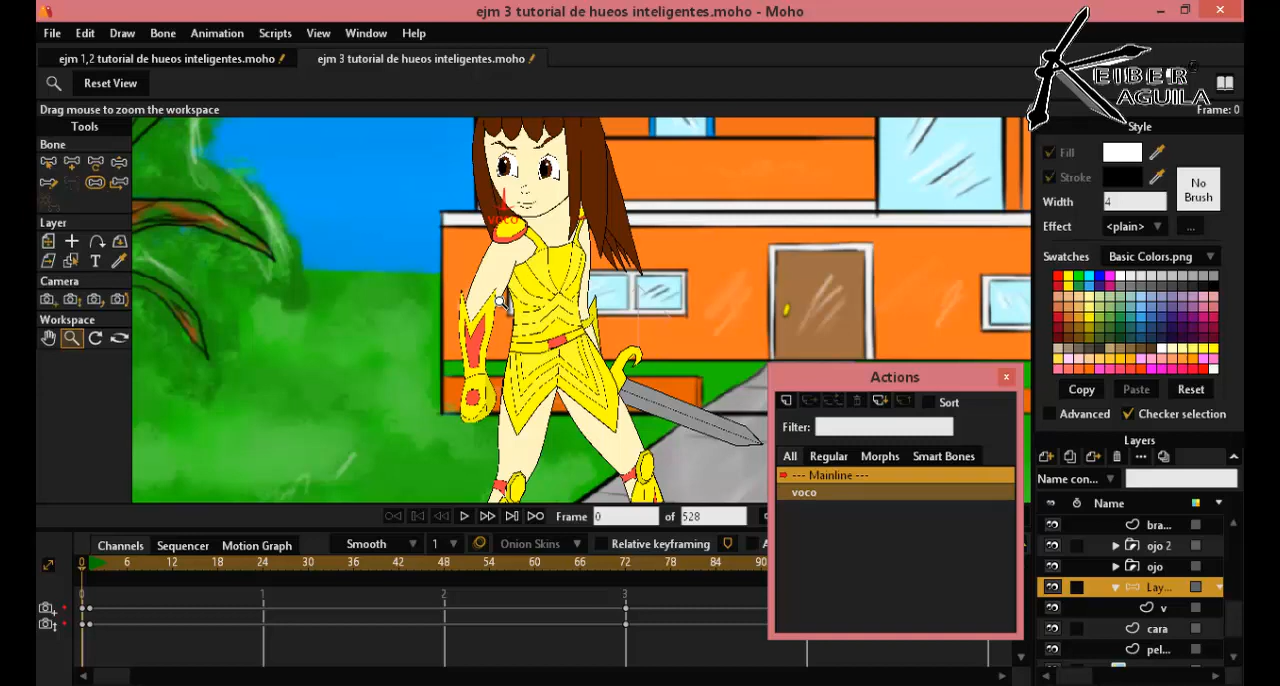 ejm 3 tutorial de hueos inteligentes.moho - Moho
File Edit Draw Bone Animation Scripts View Window Help
ejm 1,2 tutorial de hueos inteligentes.moho ejm 3 tutorial de hueos inteligentes.moho
KEIBER
AGUILA
Reset View
Drag mouse to zoom the workspace
Frame: 0
Tools
Bone
Layer
T
Camera
Workspace
voco
Style
Fill
Stroke
No
Brush
Width 4
Effect <plain> ...
Swatches Basic Colors.png
Copy Paste Reset
Advanced Checker selection
Layers
Name con...
Name
bra...
ojo 2
ojo
Lay...
v
cara
pel...
Actions
Sort
Filter:
All Regular Morphs Smart Bones
--- Mainline ---
voco
Frame 0 of 528
Channels Sequencer Motion Graph Smooth 1 Onion Skins Relative keyframing
0 6 12 18 24 30 36 42 48 54 60 66 72 78 84 90
0 1 2 3